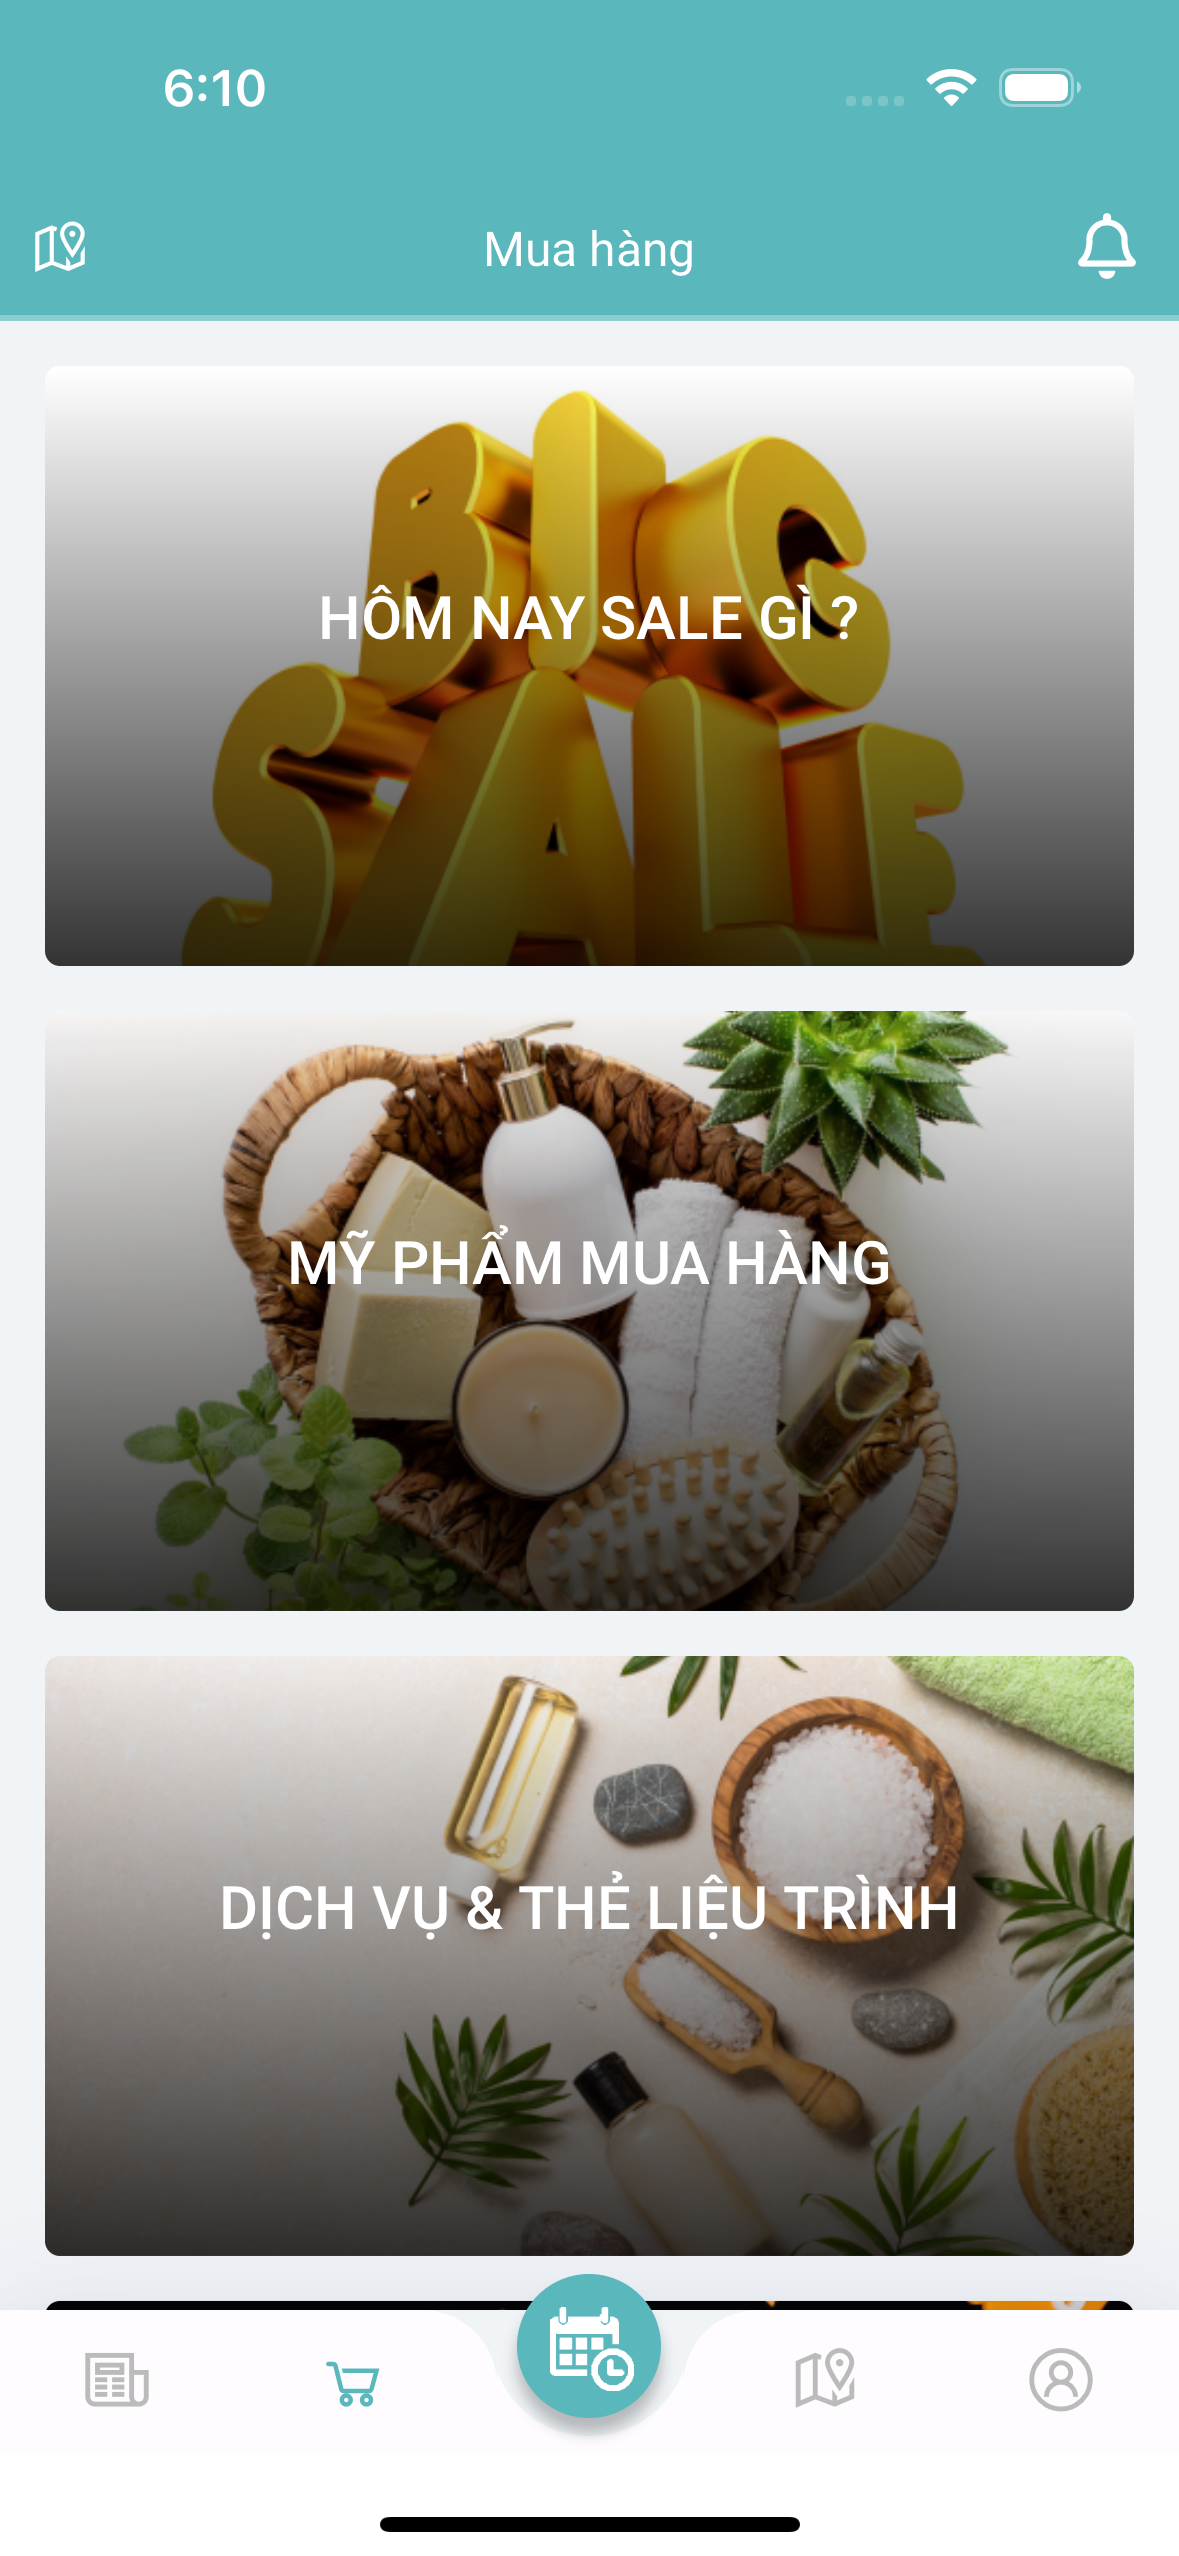 6:10
Mua hàng
BIG
SALE
HÔM NAY SALE GÌ ?
MỸ PHẨM MUA HÀNG
DỊCH VỤ & THẺ LIỆU TRÌNH